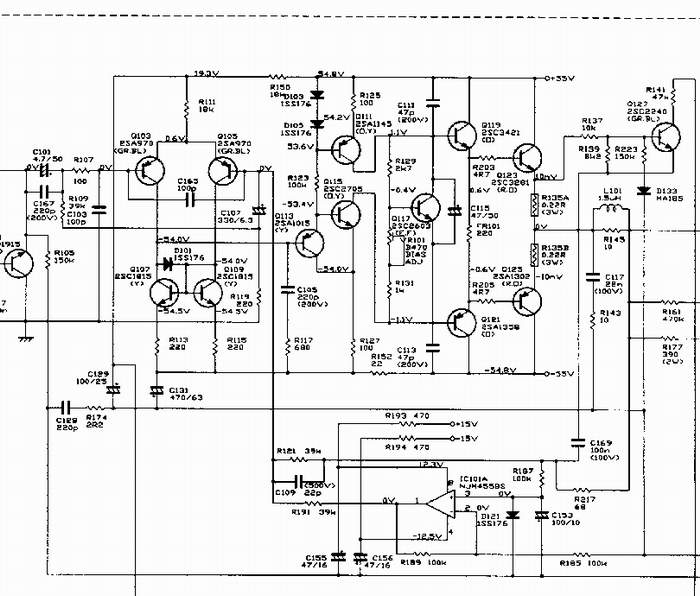 19.3V
R150
18k
54.8V
+55V
R111
18k
D103
1SS176
R125
100
C111
47p
(200V)
Q119
2SC3421
(O)
R137
10k
Q127
2SC2240
(GR.BL)
R141
47k
Q103
2SA970
(GR.BL)
0.6V
Q105
2SA970
(GR.BL)
D105
1SS176
54.2V
D111
2SA1145
(O.Y)
53.6V
1.1V
R139
8k2
R223
150k
C101
4.7/50
0V
R107
100
0V
0V
R129
2k7
R203
4R7
Q123
2SC3281
(R.O)
10mV
C167
220p
(200V)
R109
39k
C103
100p
C165
100p
R123
100k
Q115
2SC2705
(O.Y)
-0.4V
0.6V
R135A
0.22R
(3W)
L101
1.5uH
D133
MA185
C107
330/6.3
-53.4V
Q113
2SA1015
(Y)
Q117
2SC2603
(E.F)
C115
47/50
R101
220
0V
R145
10
1S915
R105
150k
-54.0V
D101
1SS176
-54.0V
-54.0V
VR101
B470
BIAS
ADJ
-0.6V
R135B
0.22R
(3W)
Q107
2SC1815
(Y)
Q109
2SC1815
(Y)
R119
220
C105
220p
(200V)
R131
1k
R205
4R7
Q125
2SA1302
(R.O)
-10mV
C117
22n
(100V)
-54.5V
-54.5V
-1.1V
Q121
2SA1358
(O)
R143
10
R161
470k
R113
220
R115
220
R117
680
R127
100
R152
22
C113
47p
(200V)
R177
390
(2W)
-54.8V
-55V
C129
100/25
C131
470/63
C128
220p
R174
2R2
R193 470
+15V
R194 470
-15V
C169
100n
(100V)
R121 39k
12.3V
IC101A
NJM4558S
R187
100k
C109
(500V)
22p
8
3
0V
R217
68
R191 39k
0V
1
2 0V
D121
1SS176
C153
100/10
4
-12.5V
C155
47/16
C156
47/16
R189 100k
R185 100k